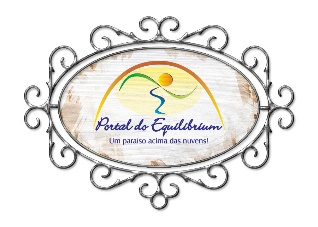 Portal do Equilibrium
Um paraíso acima das nuvens!